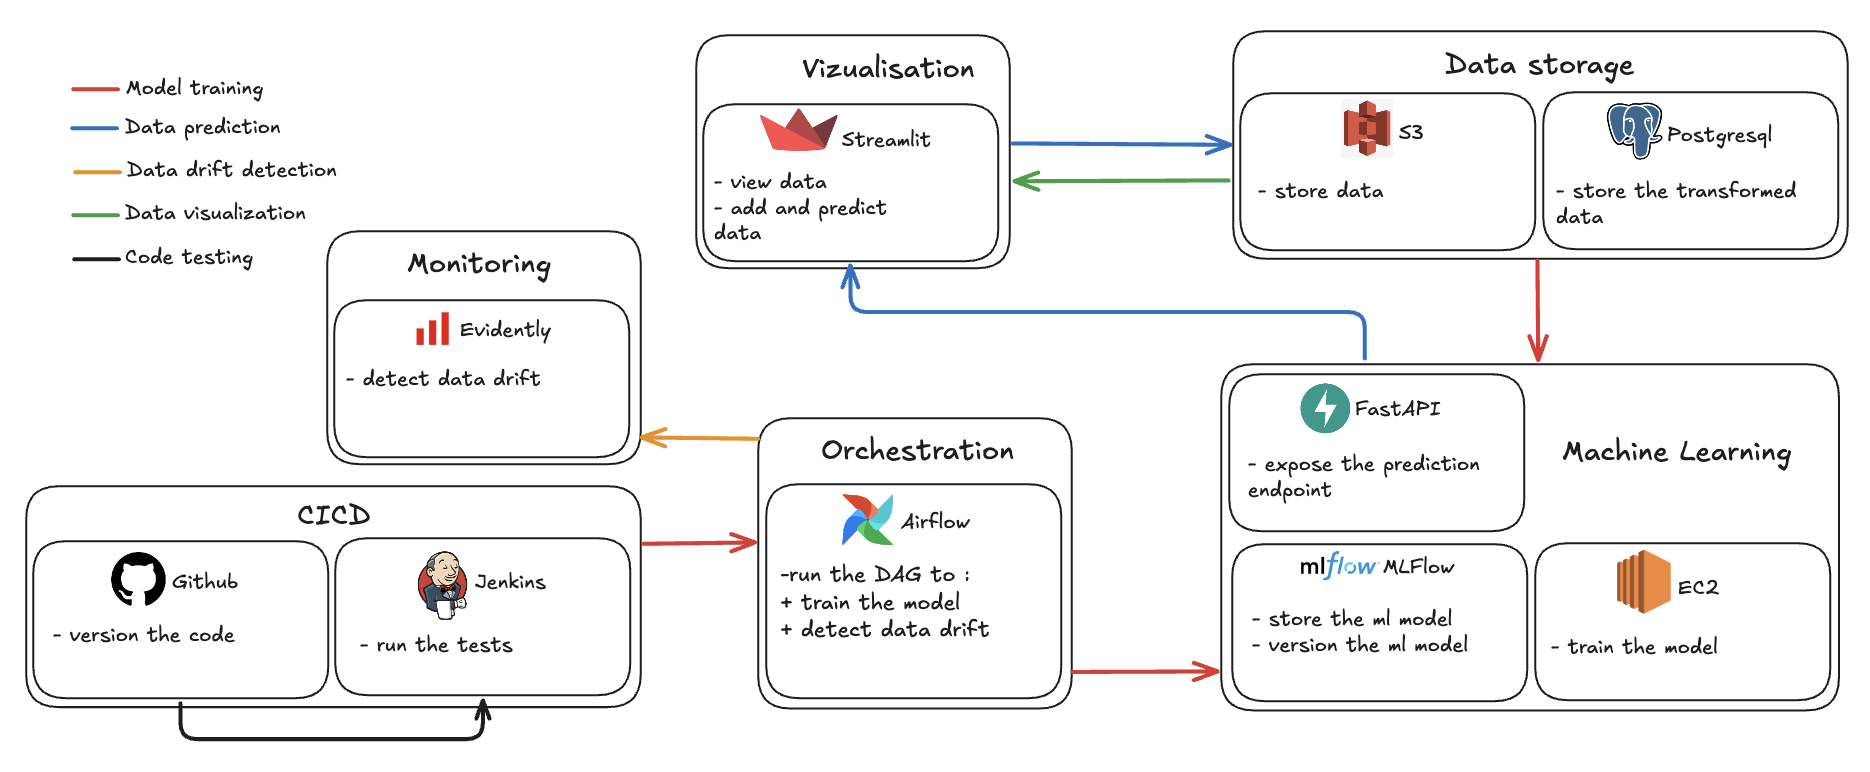 Model training
Data prediction
Data drift detection
Data visualization
Code testing
Vizualisation
Streamlit
- view data
- add and predict
data
Data storage
S3
- store data
Postgresql
- store the transformed
data
Monitoring
Evidently
- detect data drift
CICD
Github
- version the code
Jenkins
- run the tests
Orchestration
Airflow
-run the DAG to :
+ train the model
+ detect data drift
Machine Learning
FastAPI
- expose the prediction
endpoint
mlflow MLFlow
- store the ml model
- version the ml model
EC2
- train the model